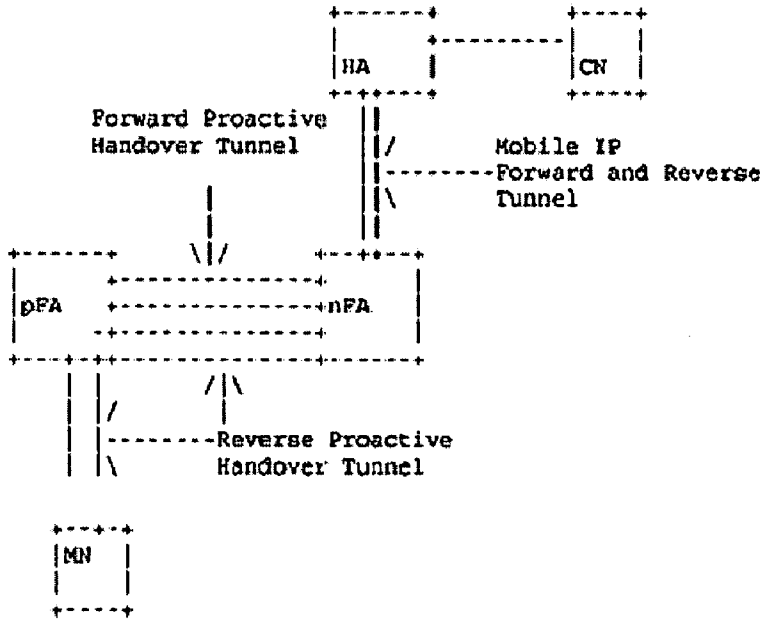 HA
CN
Forward Proactive
Handover Tunnel
Mobile IP
Forward and Reverse
Tunnel
pFA
nFA
Reverse Proactive
Handover Tunnel
MN